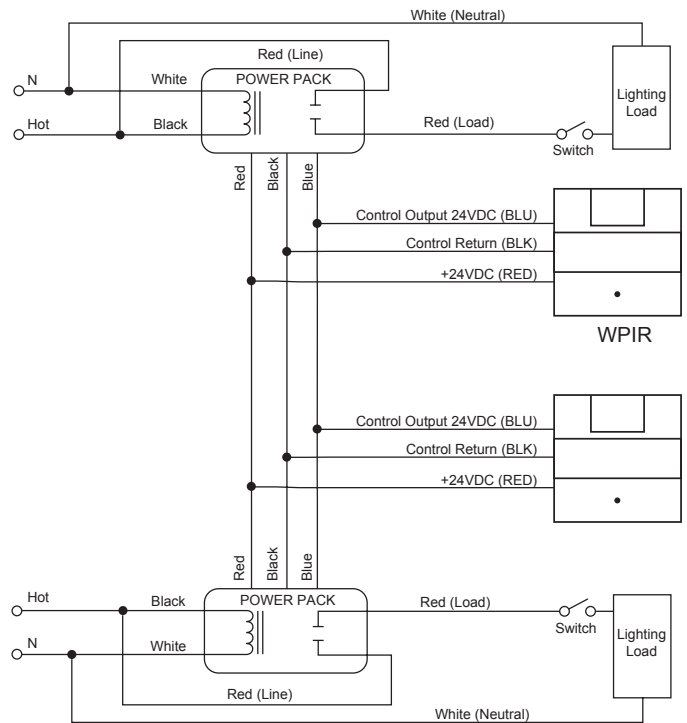 White (Neutral)
Red (Line)
N
White
POWER PACK
Lighting
Load
Hot
Black
Red (Load)
Switch
Red
Black
Blue
Control Output 24VDC (BLU)
Control Return (BLK)
+24VDC (RED)
WPIR
Control Output 24VDC (BLU)
Control Return (BLK)
+24VDC (RED)
Red
Black
Blue
Hot
Black
POWER PACK
Red (Load)
Switch
Lighting
Load
N
White
Red (Line)
White (Neutral)